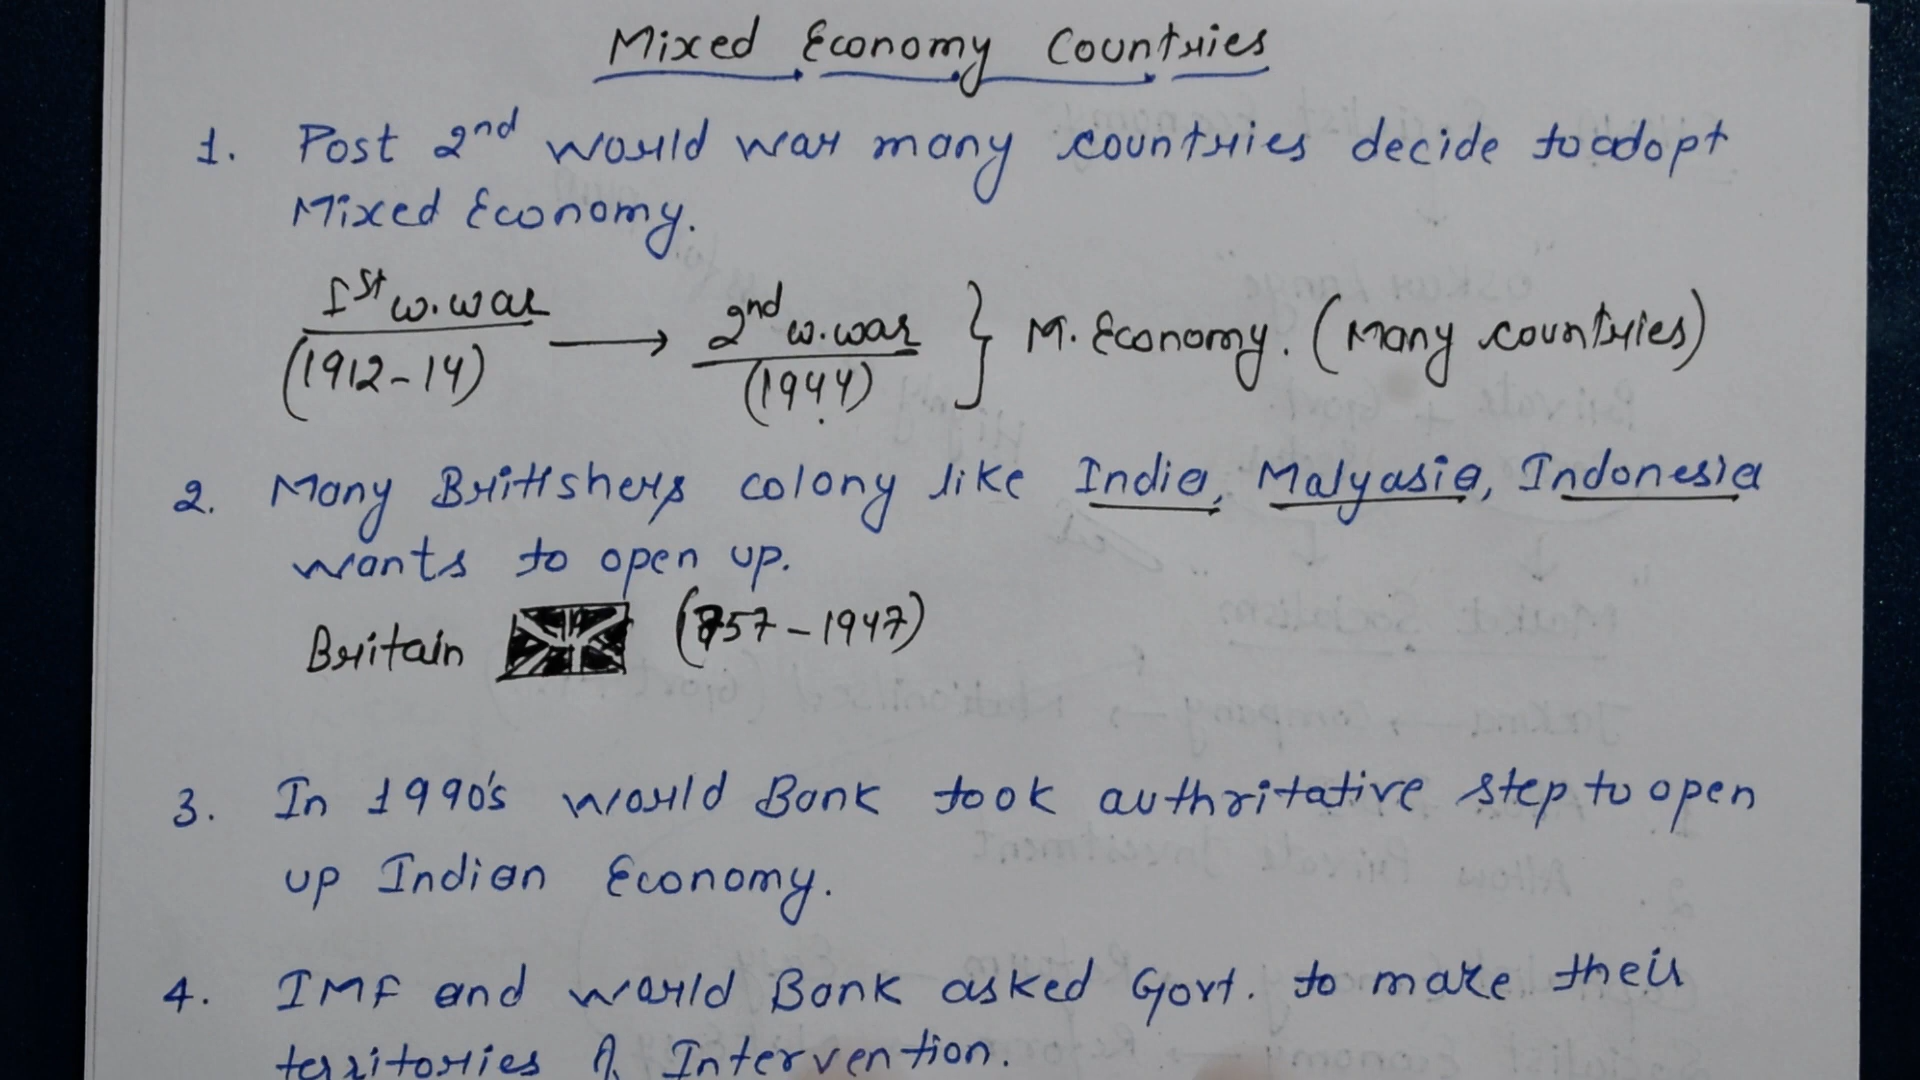 Mixed Economy Countries
1. Post 2nd world war many countries decide to adopt
Mixed Economy.
1st w.war (1912-14) → 2nd w.war (1944) } M. Economy. (Many countries)
2. Many Brittshers colony like India, Malyasia, Indonesia
wants to open up.
Britain (757-1947)
3. In 1990's world Bank took authritative step to open
up Indian Economy.
4. IMF and world Bank asked Govt. to make their
territories & Intervention.